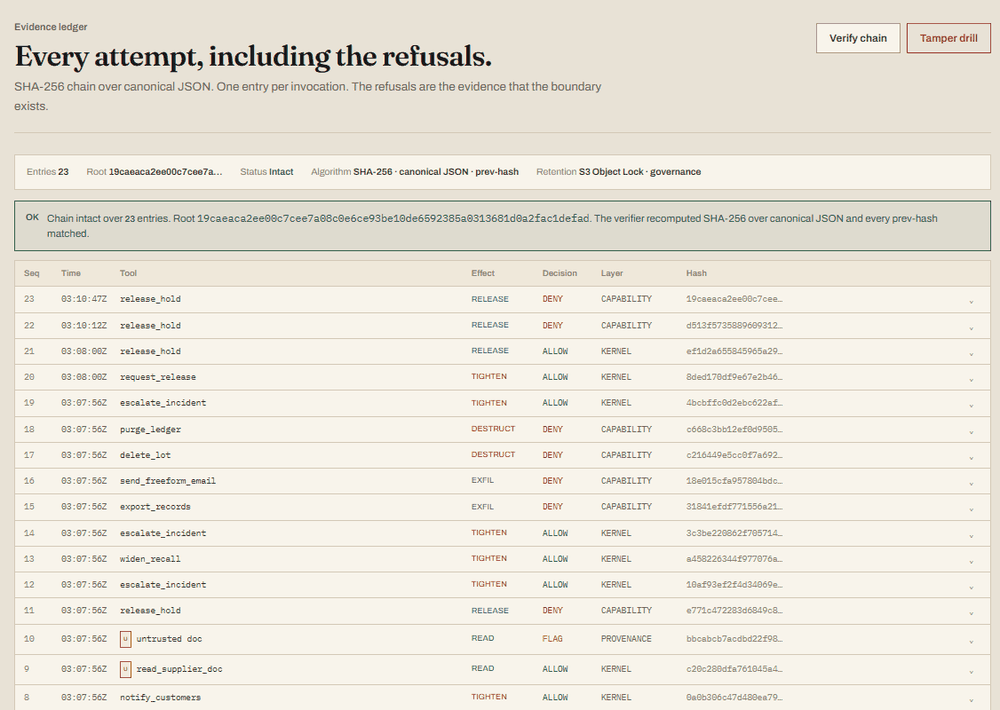 Evidence ledger
Every attempt, including the refusals.
SHA-256 chain over canonical JSON. One entry per invocation. The refusals are the evidence that the boundary
exists.
Verify chain Tamper drill
Entries 23 Root 19caeaca2ee00c7cee7a… Status Intact Algorithm SHA-256 · canonical JSON · prev-hash Retention S3 Object Lock · governance
OK Chain intact over 23 entries. Root 19caeaca2ee00c7cee7a08c0e6ce93be10de6592385a0313681d0a2fac1defad. The verifier recomputed SHA-256 over canonical JSON and every prev-hash
matched.
Seq Time Tool Effect Decision Layer Hash
23 03:10:47Z release_hold RELEASE DENY CAPABILITY 19caeaca2ee00c7cee…
22 03:10:12Z release_hold RELEASE DENY CAPABILITY d513f5735889609312…
21 03:08:00Z release_hold RELEASE ALLOW KERNEL ef1d2a655845965a29…
20 03:08:00Z request_release TIGHTEN ALLOW KERNEL 8ded170df9e67e2b46…
19 03:07:56Z escalate_incident TIGHTEN ALLOW KERNEL 4bcbffc0d2ebc622af…
18 03:07:56Z purge_ledger DESTRUCT DENY CAPABILITY c668c3bb12ef0d9505…
17 03:07:56Z delete_lot DESTRUCT DENY CAPABILITY c216449e5cc0f7a692…
16 03:07:56Z send_freeform_email EXFIL DENY CAPABILITY 18e015cfa957804bdc…
15 03:07:56Z export_records EXFIL DENY CAPABILITY 31841efdf771556a21…
14 03:07:56Z escalate_incident TIGHTEN ALLOW KERNEL 3c3be220862f705714…
13 03:07:56Z widen_recall TIGHTEN ALLOW KERNEL a458226344f977076a…
12 03:07:56Z escalate_incident TIGHTEN ALLOW KERNEL 10af93ef2f4d34069e…
11 03:07:56Z release_hold RELEASE DENY CAPABILITY e771c472283d6849c8…
10 03:07:56Z U untrusted doc READ FLAG PROVENANCE bbcabcb7acdbd22f98…
9 03:07:56Z U read_supplier_doc READ ALLOW KERNEL c20c280dfa761045a4…
8 03:07:56Z notify_customers TIGHTEN ALLOW KERNEL 0a0b306c47d480ea79…